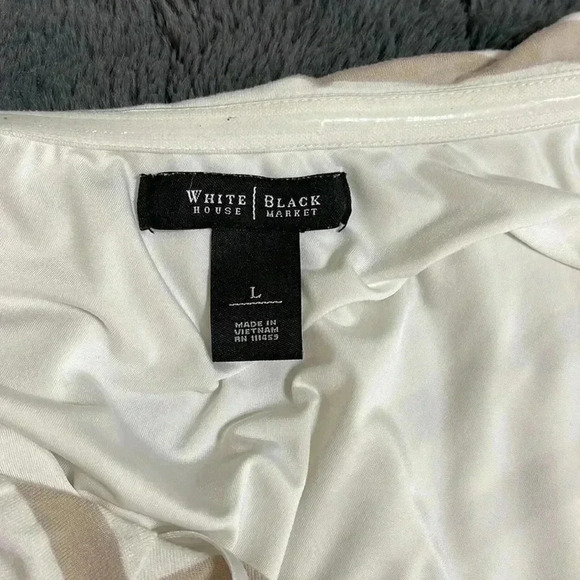 WHITE | BLACK
HOUSE MARKET
L
MADE IN
VIETNAM
RN 111459